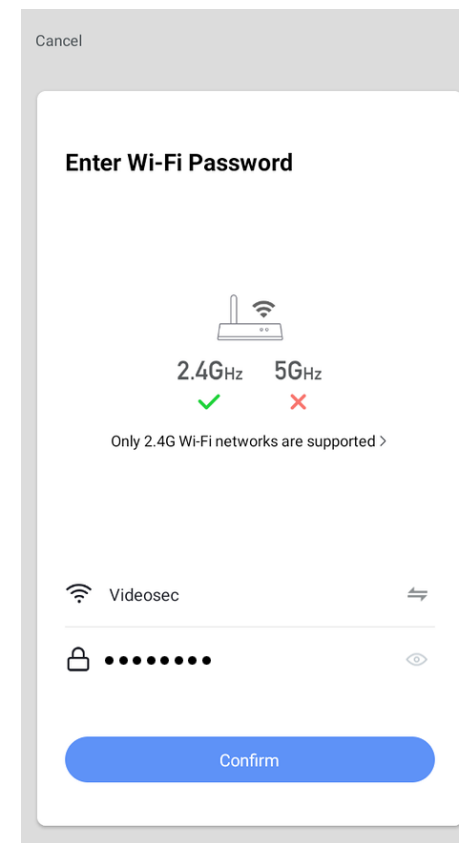 Cancel
Enter Wi-Fi Password
2.4GHz 5GHz
Only 2.4G Wi-Fi networks are supported >
Videosec
••••••••
Confirm